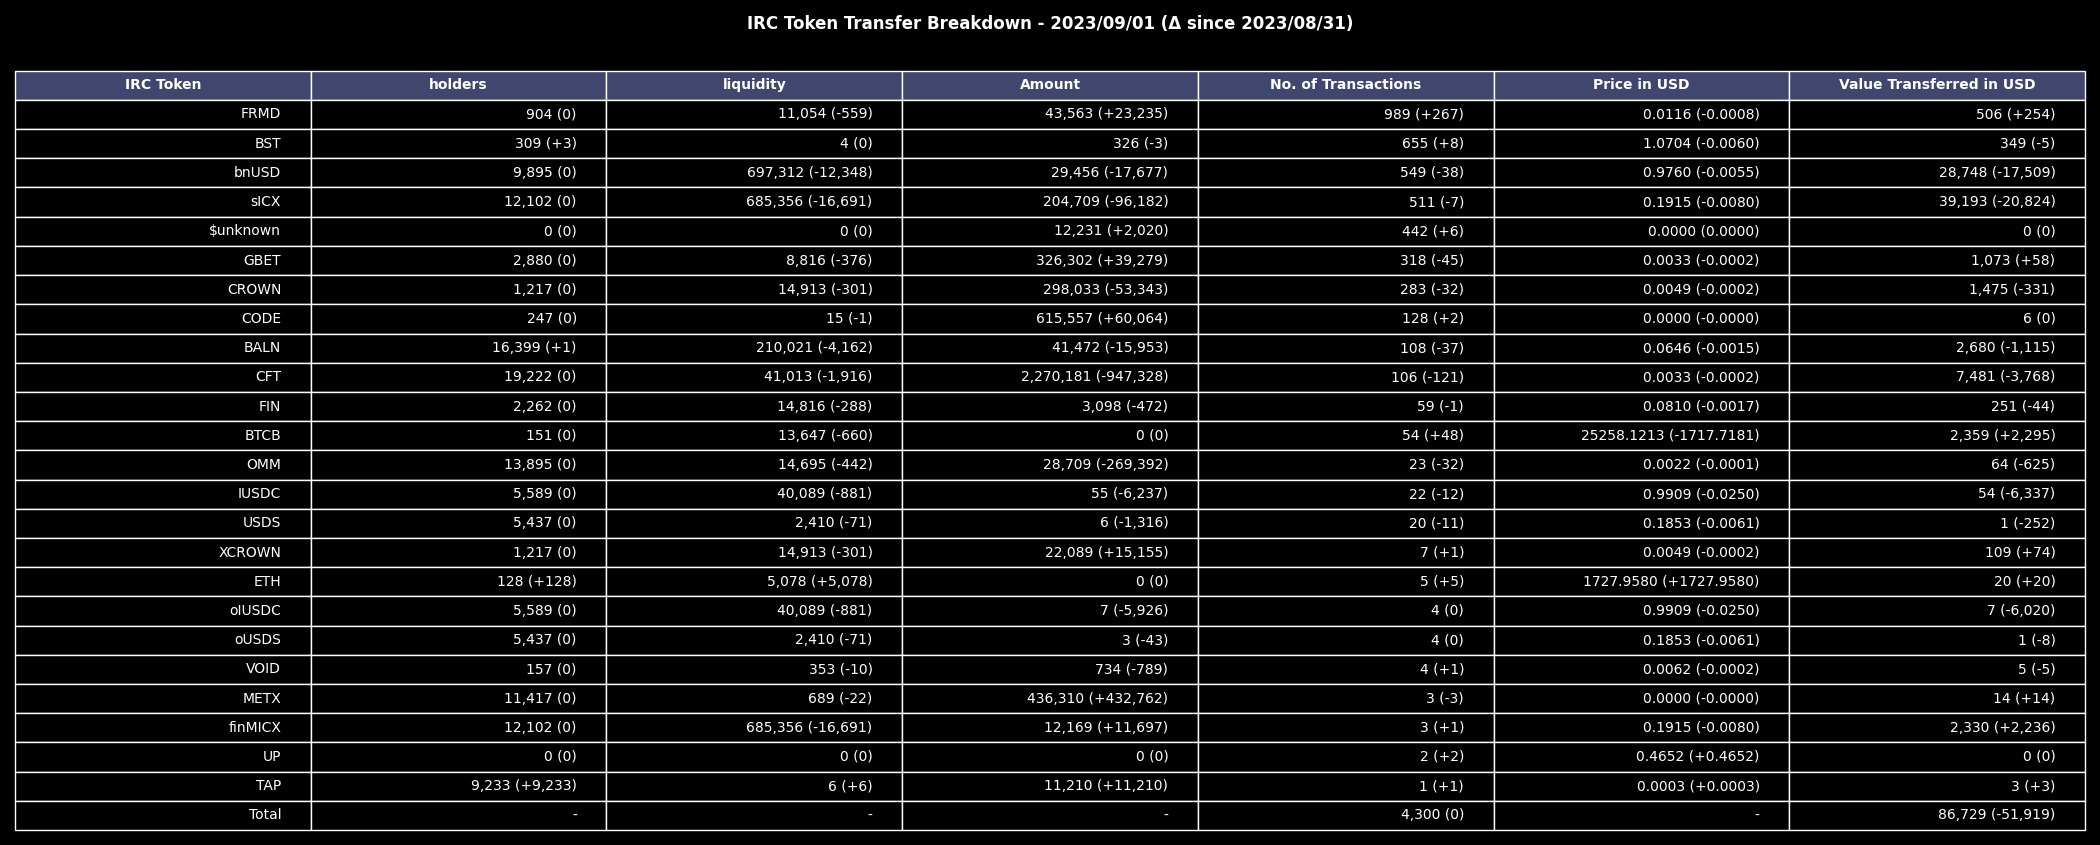 IRC Token Transfer Breakdown - 2023/09/01 (Δ since 2023/08/31)
IRC Token holders liquidity Amount No. of Transactions Price in USD Value Transferred in USD
FRMD 904 (0) 11,054 (-559) 43,563 (+23,235) 989 (+267) 0.0116 (-0.0008) 506 (+254)
BST 309 (+3) 4 (0) 326 (-3) 655 (+8) 1.0704 (-0.0060) 349 (-5)
bnUSD 9,895 (0) 697,312 (-12,348) 29,456 (-17,677) 549 (-38) 0.9760 (-0.0055) 28,748 (-17,509)
sICX 12,102 (0) 685,356 (-16,691) 204,709 (-96,182) 511 (-7) 0.1915 (-0.0080) 39,193 (-20,824)
$unknown 0 (0) 0 (0) 12,231 (+2,020) 442 (+6) 0.0000 (0.0000) 0 (0)
GBET 2,880 (0) 8,816 (-376) 326,302 (+39,279) 318 (-45) 0.0033 (-0.0002) 1,073 (+58)
CROWN 1,217 (0) 14,913 (-301) 298,033 (-53,343) 283 (-32) 0.0049 (-0.0002) 1,475 (-331)
CODE 247 (0) 15 (-1) 615,557 (+60,064) 128 (+2) 0.0000 (-0.0000) 6 (0)
BALN 16,399 (+1) 210,021 (-4,162) 41,472 (-15,953) 108 (-37) 0.0646 (-0.0015) 2,680 (-1,115)
CFT 19,222 (0) 41,013 (-1,916) 2,270,181 (-947,328) 106 (-121) 0.0033 (-0.0002) 7,481 (-3,768)
FIN 2,262 (0) 14,816 (-288) 3,098 (-472) 59 (-1) 0.0810 (-0.0017) 251 (-44)
BTCB 151 (0) 13,647 (-660) 0 (0) 54 (+48) 25258.1213 (-1717.7181) 2,359 (+2,295)
OMM 13,895 (0) 14,695 (-442) 28,709 (-269,392) 23 (-32) 0.0022 (-0.0001) 64 (-625)
IUSDC 5,589 (0) 40,089 (-881) 55 (-6,237) 22 (-12) 0.9909 (-0.0250) 54 (-6,337)
USDS 5,437 (0) 2,410 (-71) 6 (-1,316) 20 (-11) 0.1853 (-0.0061) 1 (-252)
XCROWN 1,217 (0) 14,913 (-301) 22,089 (+15,155) 7 (+1) 0.0049 (-0.0002) 109 (+74)
ETH 128 (+128) 5,078 (+5,078) 0 (0) 5 (+5) 1727.9580 (+1727.9580) 20 (+20)
oIUSDC 5,589 (0) 40,089 (-881) 7 (-5,926) 4 (0) 0.9909 (-0.0250) 7 (-6,020)
oUSDS 5,437 (0) 2,410 (-71) 3 (-43) 4 (0) 0.1853 (-0.0061) 1 (-8)
VOID 157 (0) 353 (-10) 734 (-789) 4 (+1) 0.0062 (-0.0002) 5 (-5)
METX 11,417 (0) 689 (-22) 436,310 (+432,762) 3 (-3) 0.0000 (-0.0000) 14 (+14)
finMICX 12,102 (0) 685,356 (-16,691) 12,169 (+11,697) 3 (+1) 0.1915 (-0.0080) 2,330 (+2,236)
UP 0 (0) 0 (0) 0 (0) 2 (+2) 0.4652 (+0.4652) 0 (0)
TAP 9,233 (+9,233) 6 (+6) 11,210 (+11,210) 1 (+1) 0.0003 (+0.0003) 3 (+3)
Total - - - 4,300 (0) - 86,729 (-51,919)